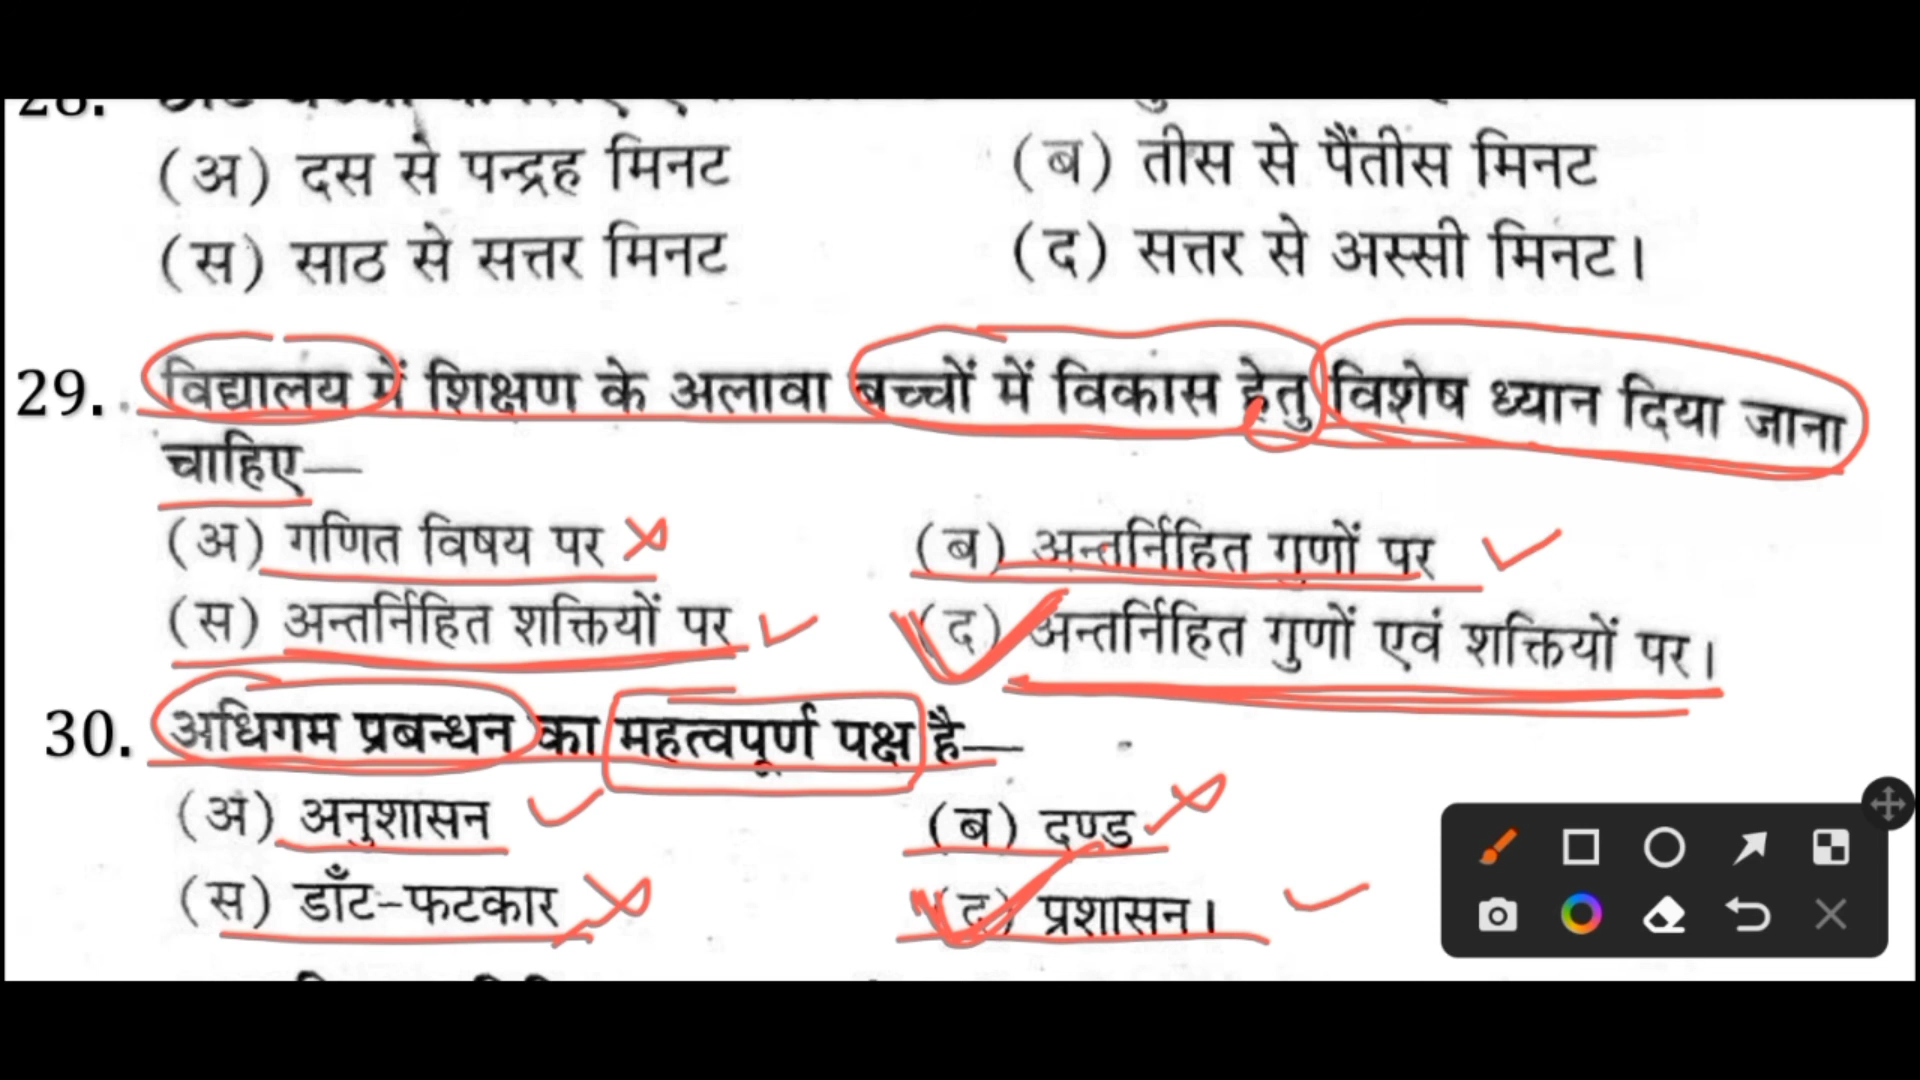 28.
(अ) दस से पन्द्रह मिनट (ब) तीस से पैंतीस मिनट
(स) साठ से सत्तर मिनट (द) सत्तर से अस्सी मिनट।
29. विद्यालय में शिक्षण के अलावा बच्चों में विकास हेतु विशेष ध्यान दिया जाना
चाहिए—
(अ) गणित विषय पर (ब) अन्तर्निहित गुणों पर
(स) अन्तर्निहित शक्तियों पर (द) अन्तर्निहित गुणों एवं शक्तियों पर।
30. अधिगम प्रबन्धन का महत्वपूर्ण पक्ष है—
(अ) अनुशासन (ब) दण्ड
(स) डाँट-फटकार (द) प्रशासन।